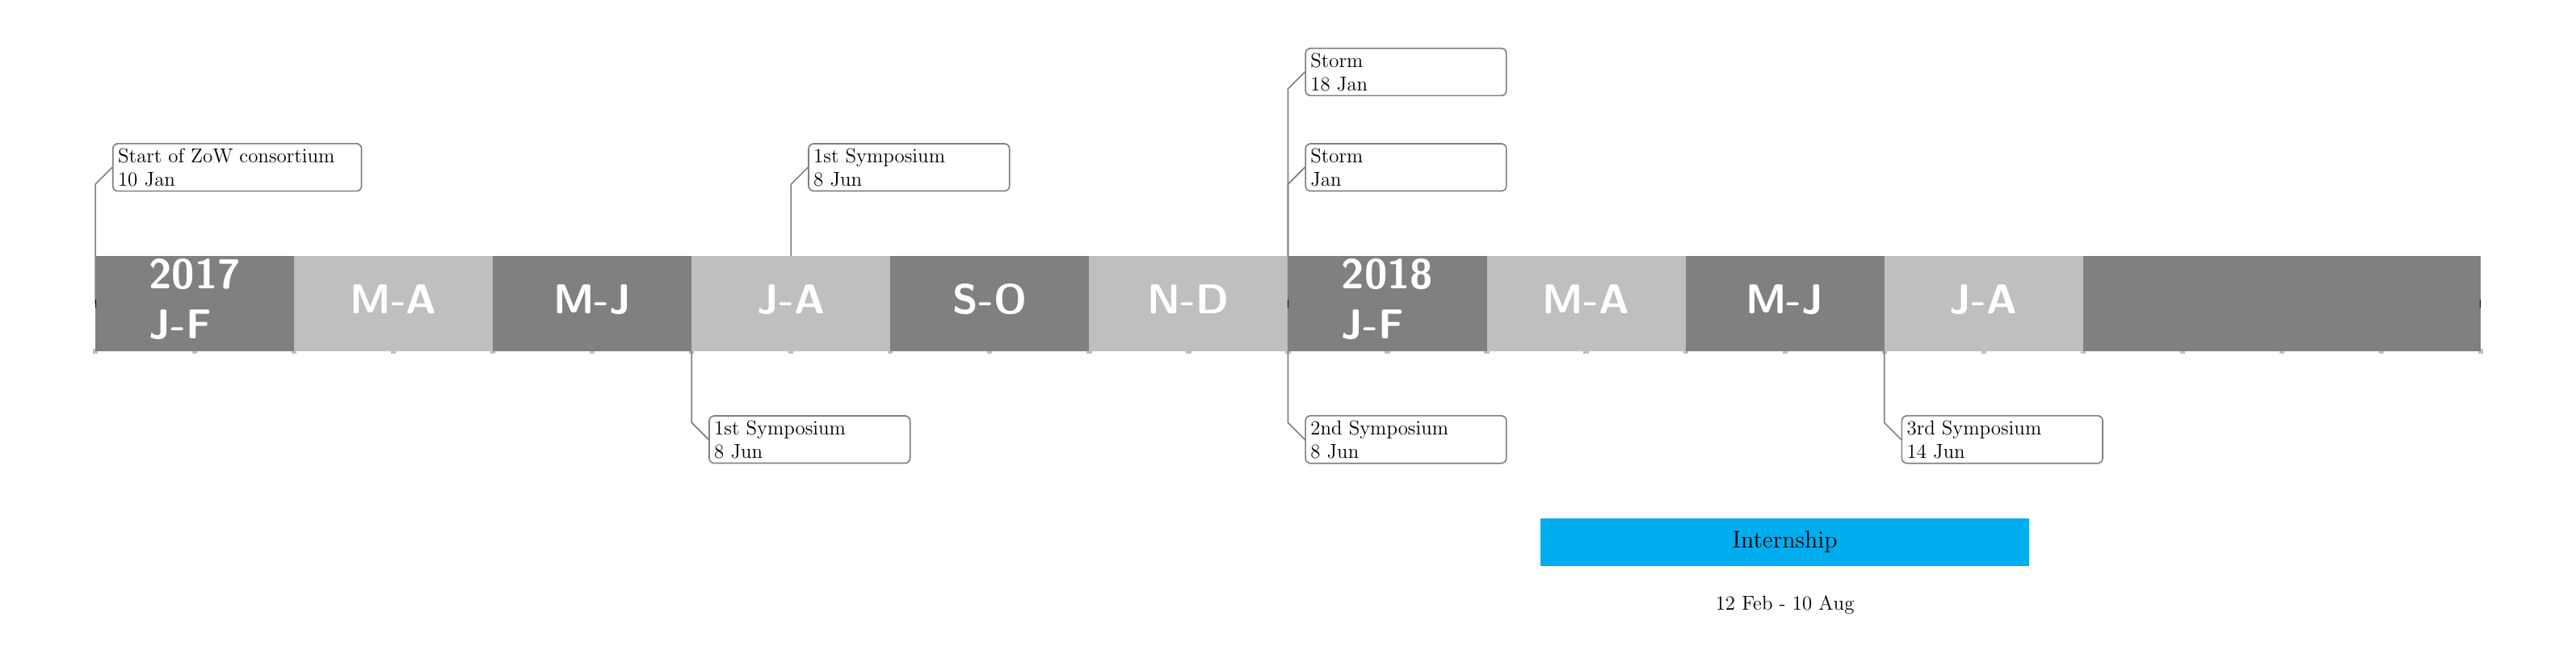 Storm
18 Jan
Start of ZoW consortium
10 Jan
1st Symposium
8 Jun
Storm
Jan
2017
J-F
M-A
M-J
J-A
S-O
N-D
2018
J-F
M-A
M-J
J-A
1st Symposium
8 Jun
2nd Symposium
8 Jun
3rd Symposium
14 Jun
Internship
12 Feb - 10 Aug